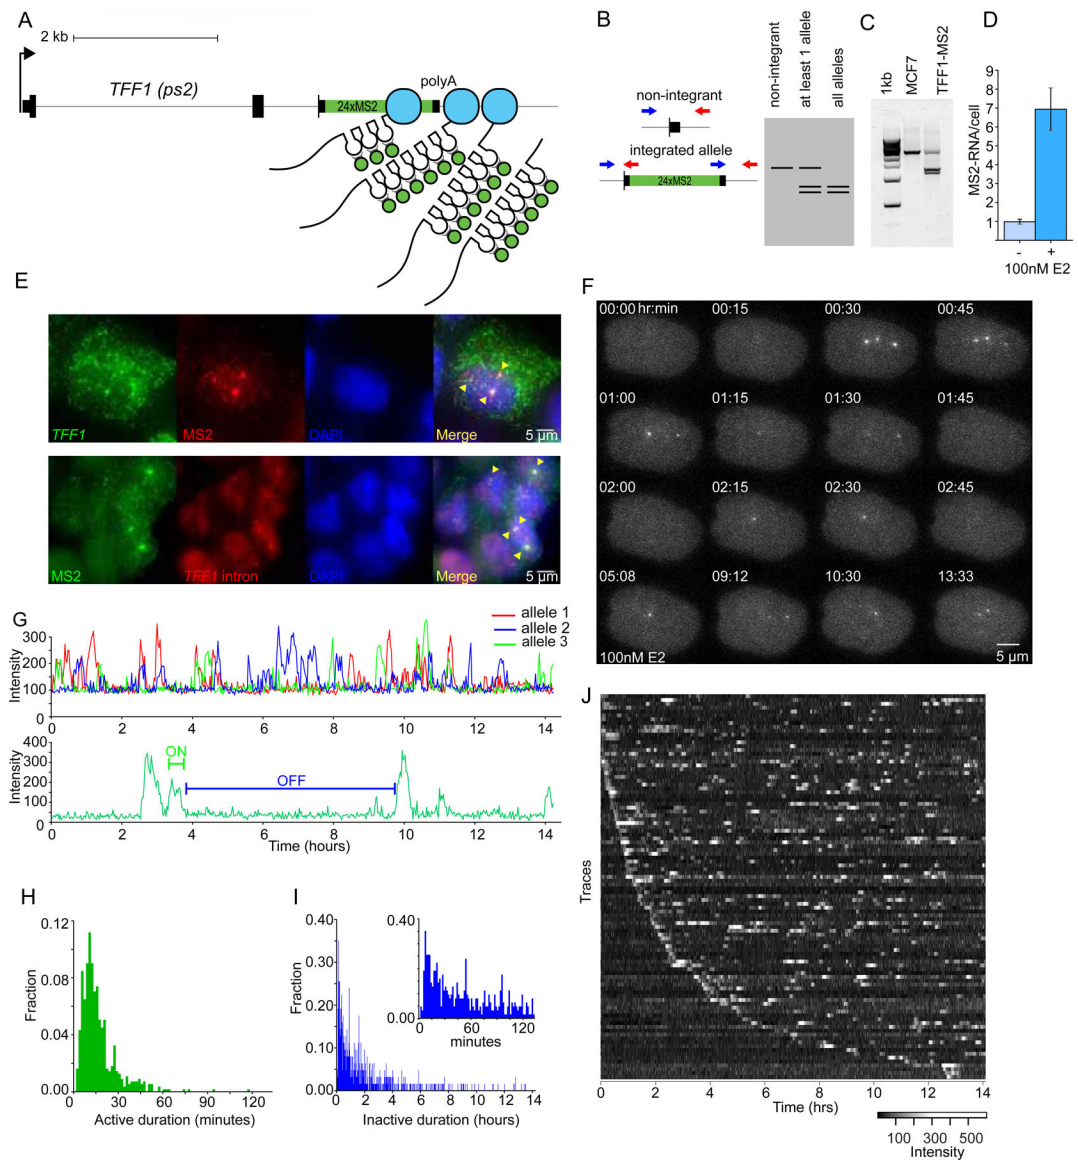 A
2 kb
TFF1 (ps2)
polyA
24xMS2
B
non-integrant
integrated allele
24xMS2
non-integrant
at least 1 allele
all alleles
C
1kb
MCF7
TFF1-MS2
D
MS2-RNA/cell
9
8
7
6
5
4
3
2
1
- +
100nM E2
E
TFF1 MS2 DAPI Merge 5 µm
MS2 TFF1 intron DAPI Merge 5 µm
F
00:00 hr:min 00:15 00:30 00:45
01:00 01:15 01:30 01:45
02:00 02:15 02:30 02:45
05:08 09:12 10:30 13:33
100nM E2 5 µm
G
allele 1
allele 2
allele 3
Intensity
300
200
100
0
0 2 4 6 8 10 12 14
Intensity
400
300
200
100
0
ON
OFF
0 2 4 6 8 10 12 14
Time (hours)
H
Fraction
0.12
0.08
0.04
0.00
0 30 60 90 120
Active duration (minutes)
I
Fraction
0.40
0.30
0.20
0.10
0.00
0 2 4 6 8 10 12 14
Inactive duration (hours)
0.40
0.00
0 60 120
minutes
J
Traces
0 2 4 6 8 10 12 14
Time (hrs)
100 300 500
Intensity